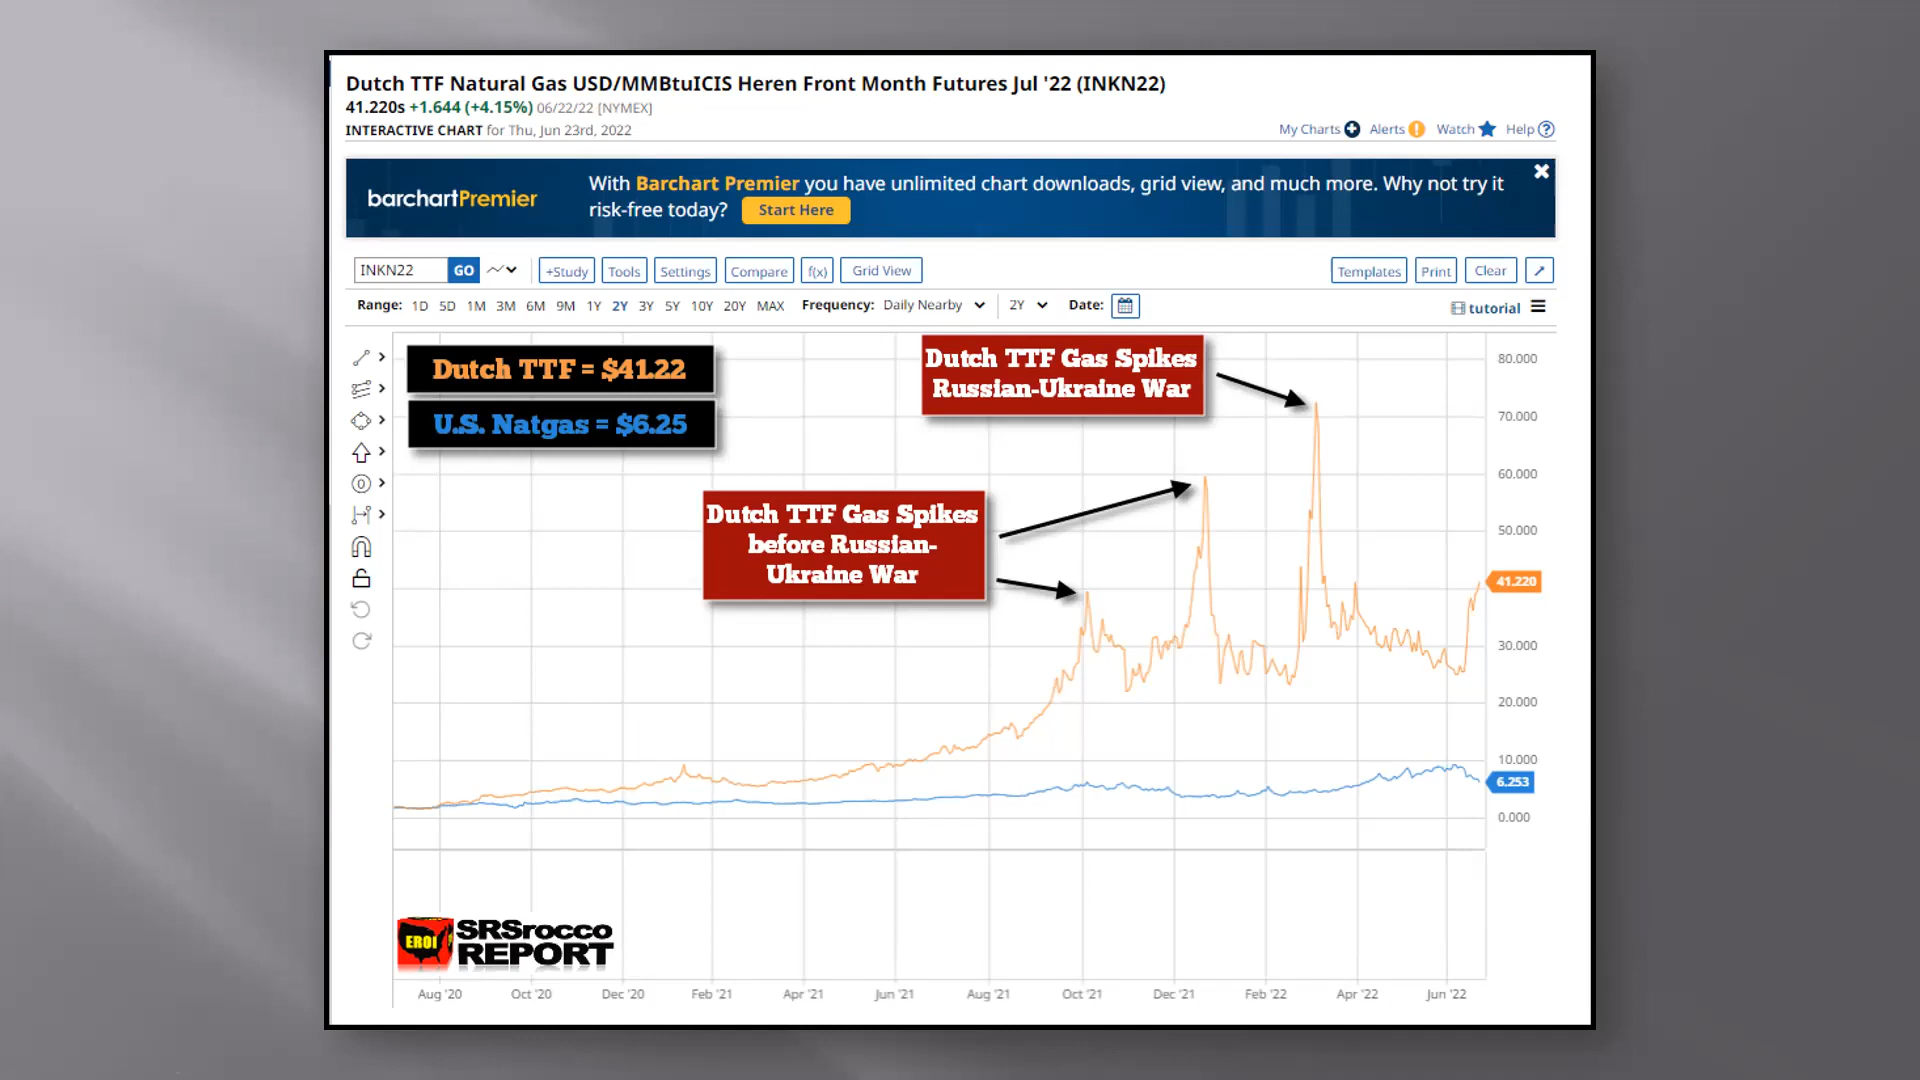 Dutch TTF Natural Gas USD/MMBtuICIS Heren Front Month Futures Jul '22 (INKN22)
41.220s +1.644 (+4.15%) 06/22/22 [NYMEX]
INTERACTIVE CHART for Thu, Jun 23rd, 2022
My Charts Alerts Watch Help
barchartPremier
With Barchart Premier you have unlimited chart downloads, grid view, and much more. Why not try it
risk-free today? Start Here
INKN22 GO +Study Tools Settings Compare f(x) Grid View Templates Print Clear
Range: 1D 5D 1M 3M 6M 9M 1Y 2Y 3Y 5Y 10Y 20Y MAX Frequency: Daily Nearby 2Y Date: tutorial
Dutch TTF = $41.22
U.S. Natgas = $6.25
Dutch TTF Gas Spikes
Russian-Ukraine War
Dutch TTF Gas Spikes
before Russian-
Ukraine War
80.000
70.000
60.000
50.000
41.220
30.000
20.000
10.000
6.253
0.000
EROI
SRSrocco
REPORT
Aug '20 Oct '20 Dec '20 Feb '21 Apr '21 Jun '21 Aug '21 Oct '21 Dec '21 Feb '22 Apr '22 Jun '22